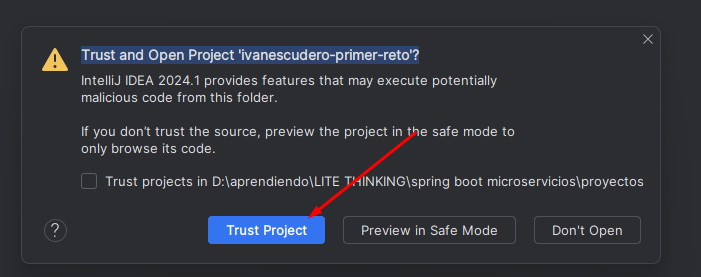 Trust and Open Project 'ivanescudero-primer-reto'?
IntelliJ IDEA 2024.1 provides features that may execute potentially
malicious code from this folder.
If you don't trust the source, preview the project in the safe mode to
only browse its code.
Trust projects in D:\aprendiendo\LITE THINKING\spring boot microservicios\proyectos
? Trust Project Preview in Safe Mode Don't Open